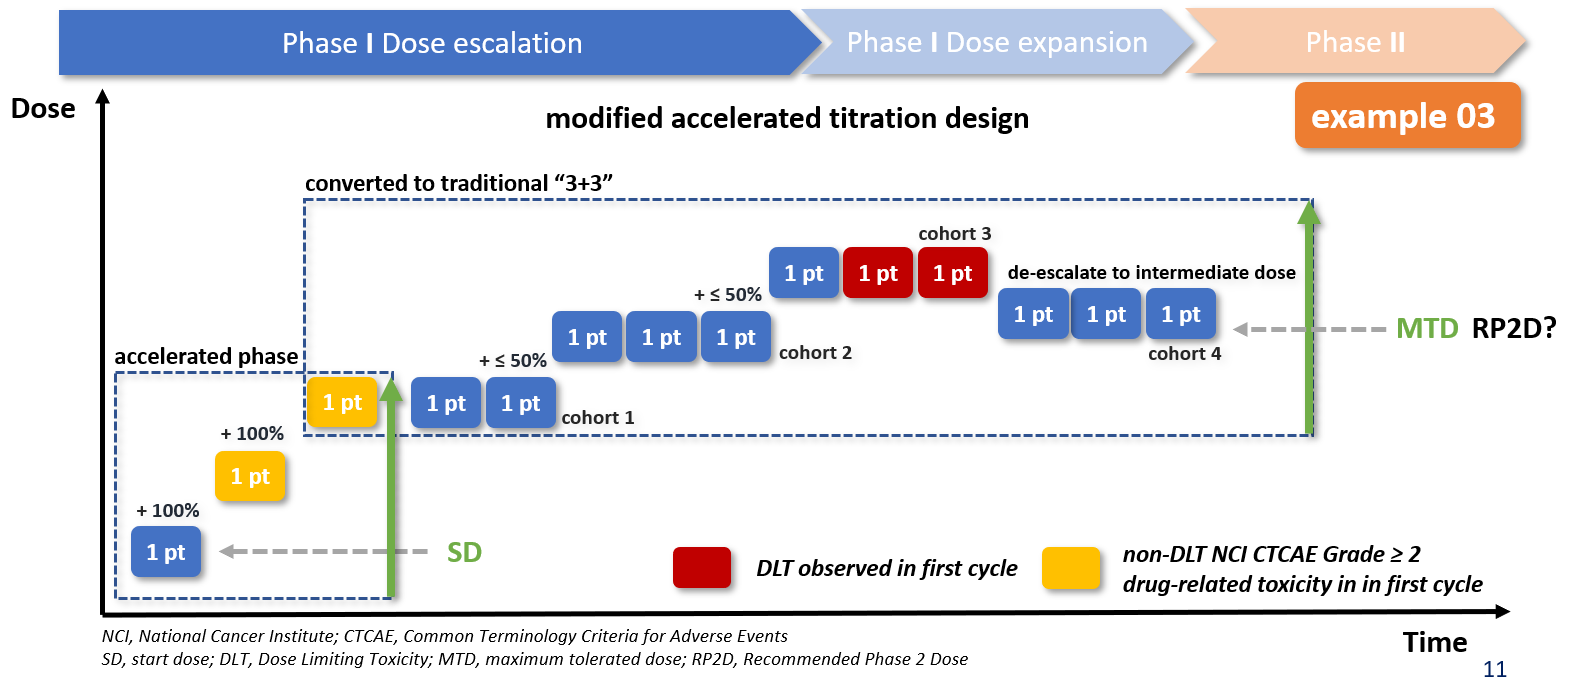 Phase I Dose escalation
Phase I Dose expansion
Phase II
Dose
modified accelerated titration design
example 03
converted to traditional “3+3”
cohort 3
1 pt
1 pt
1 pt
de-escalate to intermediate dose
+ ≤ 50%
1 pt
1 pt
1 pt
1 pt
1 pt
1 pt
MTD RP2D?
cohort 2
cohort 4
accelerated phase
+ ≤ 50%
1 pt
1 pt
1 pt
cohort 1
+ 100%
1 pt
+ 100%
1 pt
SD
DLT observed in first cycle
non-DLT NCI CTCAE Grade ≥ 2
drug-related toxicity in in first cycle
NCI, National Cancer Institute; CTCAE, Common Terminology Criteria for Adverse Events
SD, start dose; DLT, Dose Limiting Toxicity; MTD, maximum tolerated dose; RP2D, Recommended Phase 2 Dose
Time
11